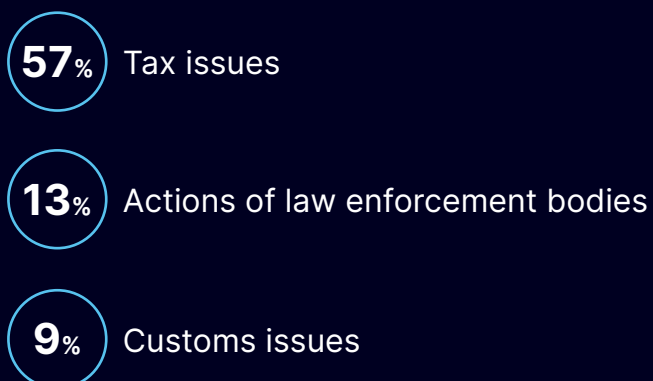 57% Tax issues
13% Actions of law enforcement bodies
9% Customs issues